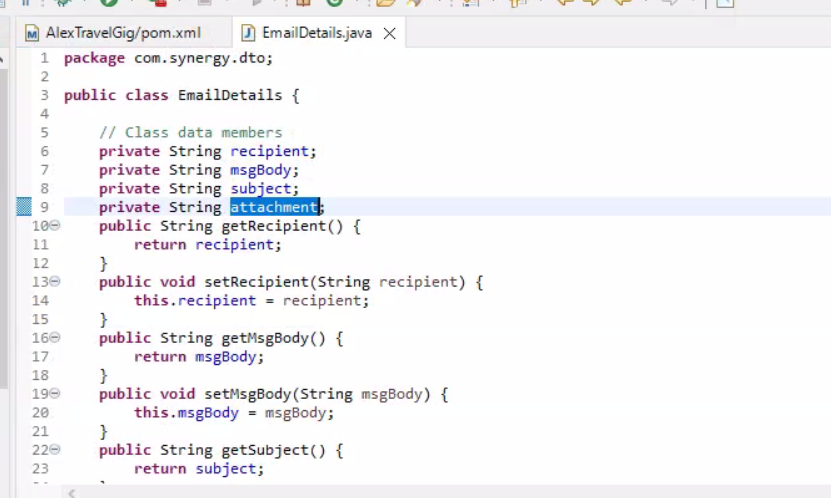 AlexTravelGig/pom.xml EmailDetails.java
1 package com.synergy.dto;
2
3 public class EmailDetails {
4
5 // Class data members
6 private String recipient;
7 private String msgBody;
8 private String subject;
9 private String attachment;
10 public String getRecipient() {
11 return recipient;
12 }
13 public void setRecipient(String recipient) {
14 this.recipient = recipient;
15 }
16 public String getMsgBody() {
17 return msgBody;
18 }
19 public void setMsgBody(String msgBody) {
20 this.msgBody = msgBody;
21 }
22 public String getSubject() {
23 return subject;